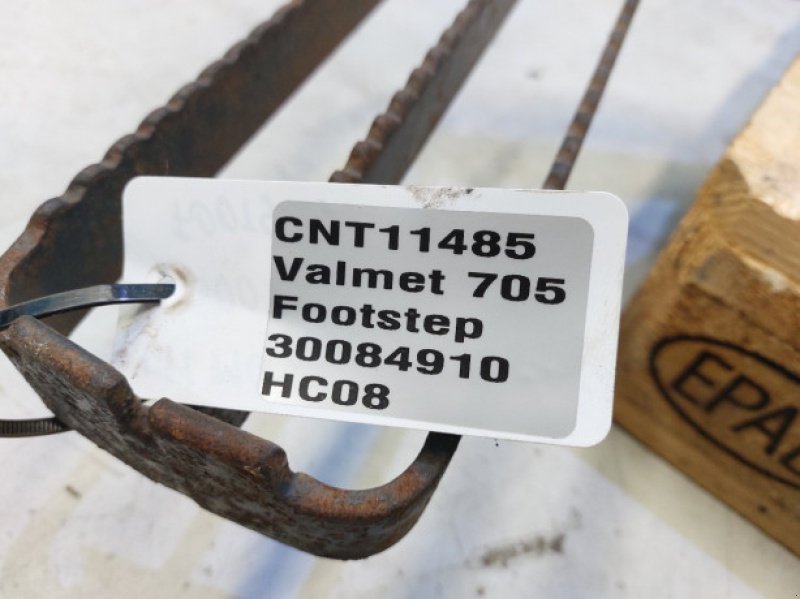 CNT11485
Valmet 705
Footstep
30084910
HC08
EPAL